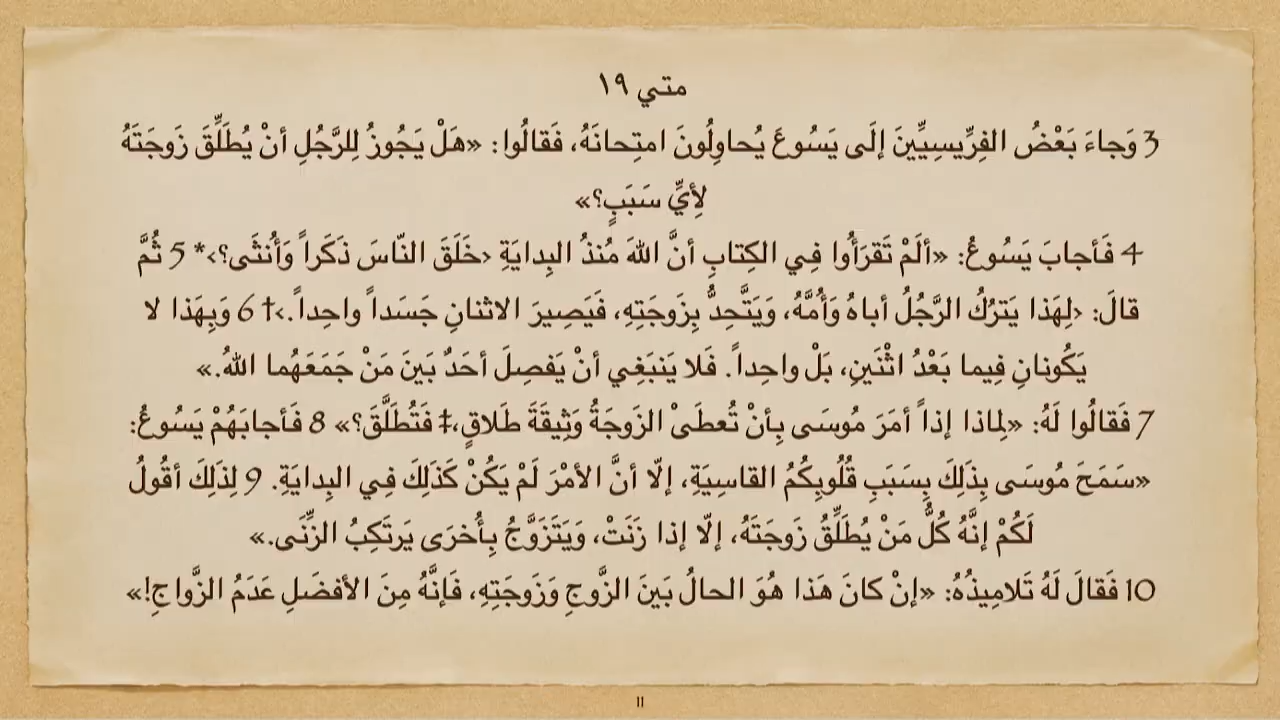 متي ١٩
3 وَجاءَ بَعْضُ الفِرِّيسِيِّينَ إلَى يَسُوعَ يُحاوِلُونَ امتِحانَهُ، فَقالُوا: «هَلْ يَجُوزُ لِلرَّجُلِ أنْ يُطَلِّقَ زَوجَتَهُ
لِأيِّ سَبَبٍ؟»
4 فَأجابَ يَسُوعُ: «ألَمْ تَقرَأُوا فِي الكِتابِ أنَّ اللهَ مُنذُ البِدايَةِ ‹خَلَقَ النّاسَ ذَكَراً وَأُنثَى؟›* 5 ثُمَّ
قالَ: ‹لِهَذا يَترُكُ الرَّجُلُ أباهُ وَأُمَّهُ، وَيَتَّحِدُّ بِزَوجَتِهِ، فَيَصِيرَ الاثنانِ جَسَداً واحِداً.›† 6 وَبِهَذا لا
يَكُونانِ فِيما بَعْدُ اثْنَينِ، بَلْ واحِداً. فَلا يَنبَغِي أنْ يَفصِلَ أحَدٌ بَينَ مَنْ جَمَعَهُما اللهُ.»
7 فَقالُوا لَهُ: «لِماذا إذاً أمَرَ مُوسَى بِأنْ تُعطَىْ الزَوجَةُ وَثِيقَةَ طَلاقٍ،‡ فَتُطَلَّقَ؟» 8 فَأجابَهُمْ يَسُوعُ:
«سَمَحَ مُوسَى بِذَلِكَ بِسَبَبِ قُلُوبِكُمُ القاسِيَةِ، إلّا أنَّ الأمْرَ لَمْ يَكُنْ كَذَلِكَ فِي البِدايَةِ. 9 لِذَلِكَ أقُولُ
لَكُمْ إنَّهُ كُلُّ مَنْ يُطَلِّقُ زَوجَتَهُ، إلّا إذا زَنَتْ، وَيَتَزَوَّجُ بِأُخرَى يَرتَكِبُ الزِّنَى.»
10 فَقالَ لَهُ تَلامِيذُهُ: «إنْ كانَ هَذا هُوَ الحالُ بَينَ الزَّوجِ وَزَوجَتِهِ، فَإنَّهُ مِنَ الأفضَلِ عَدَمُ الزَّواجِ!»
11